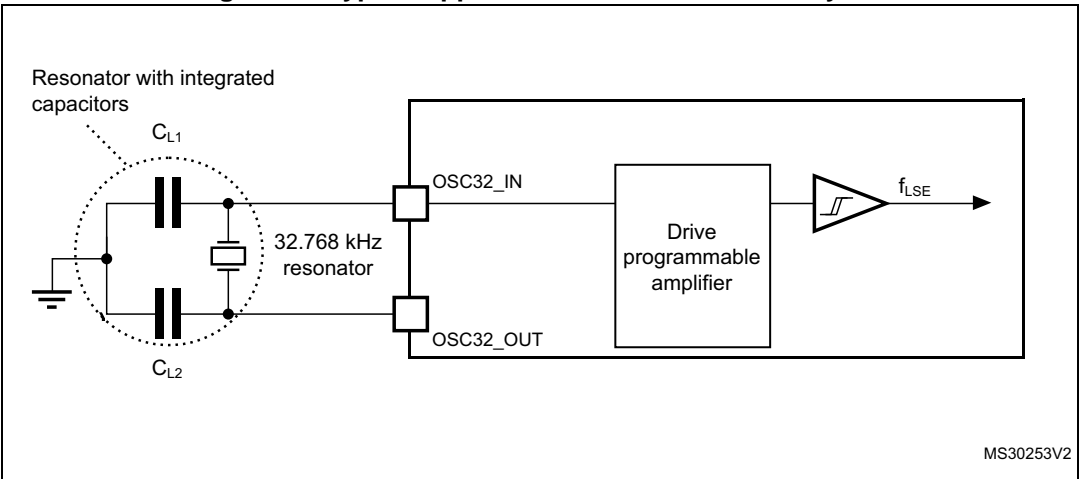 Resonator with integrated
capacitors
CL1
OSC32_IN
fLSE
32.768 kHz
resonator
Drive
programmable
amplifier
OSC32_OUT
CL2
MS30253V2